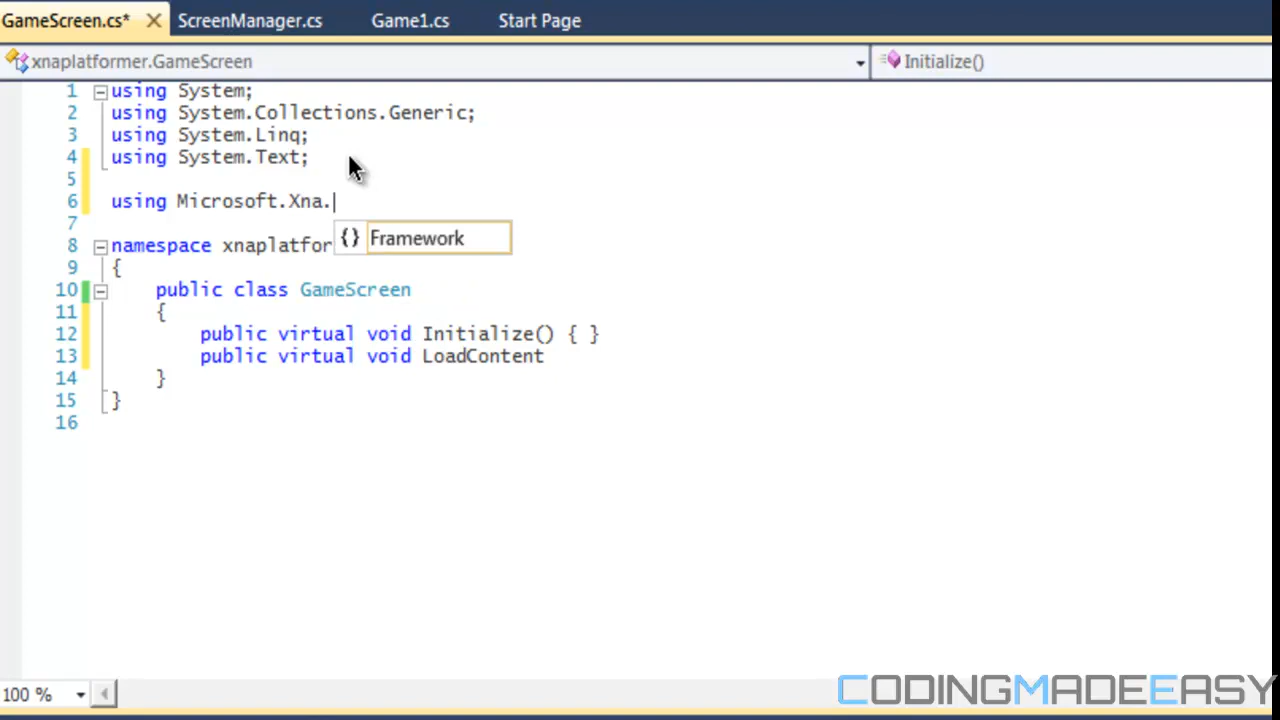 GameScreen.cs* ScreenManager.cs Game1.cs Start Page
xnaplatformer.GameScreen Initialize()
1 using System;
2 using System.Collections.Generic;
3 using System.Linq;
4 using System.Text;
5
6 using Microsoft.Xna.
7
{} Framework
8 namespace xnaplatfor
9 {
10 public class GameScreen
11 {
12 public virtual void Initialize() { }
13 public virtual void LoadContent
14 }
15 }
16
100 %
CODINGMADEEASY